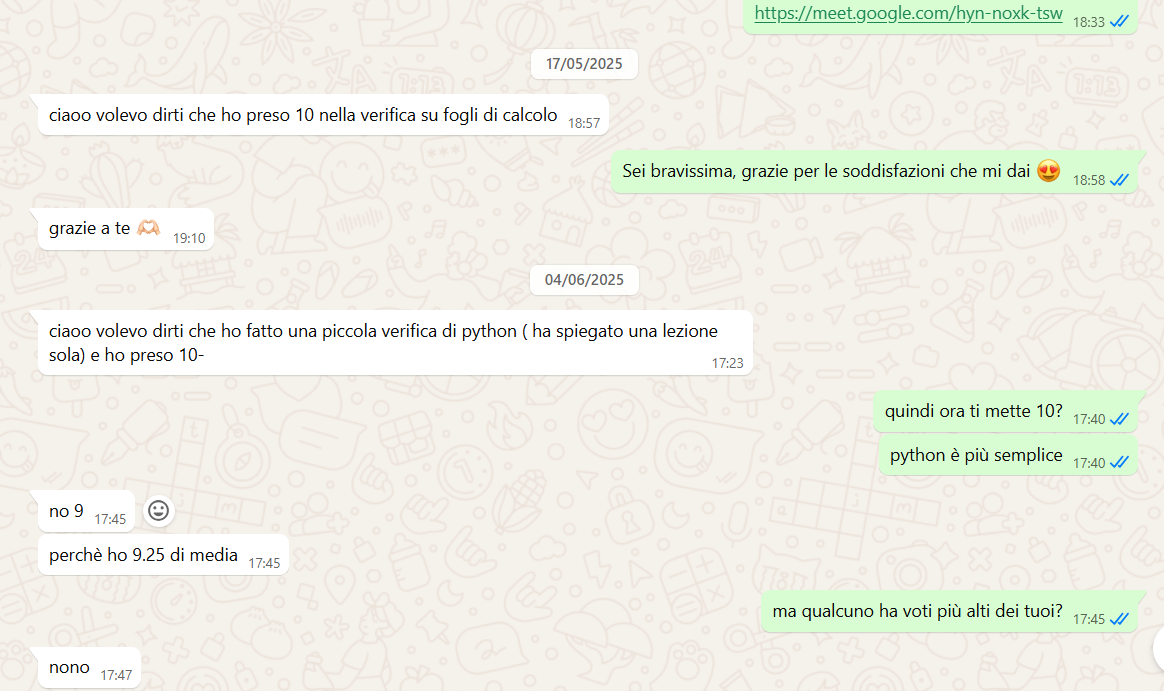 https://meet.google.com/hyn-noxk-tsw 18:33
17/05/2025
ciaoo volevo dirti che ho preso 10 nella verifica su fogli di calcolo 18:57
Sei bravissima, grazie per le soddisfazioni che mi dai 😍 18:58
grazie a te 🫶🏻 19:10
04/06/2025
ciaoo volevo dirti che ho fatto una piccola verifica di python ( ha spiegato una lezione
sola) e ho preso 10-
17:23
quindi ora ti mette 10? 17:40
python è più semplice 17:40
no 9 17:45
perchè ho 9.25 di media 17:45
ma qualcuno ha voti più alti dei tuoi? 17:45
nono 17:47